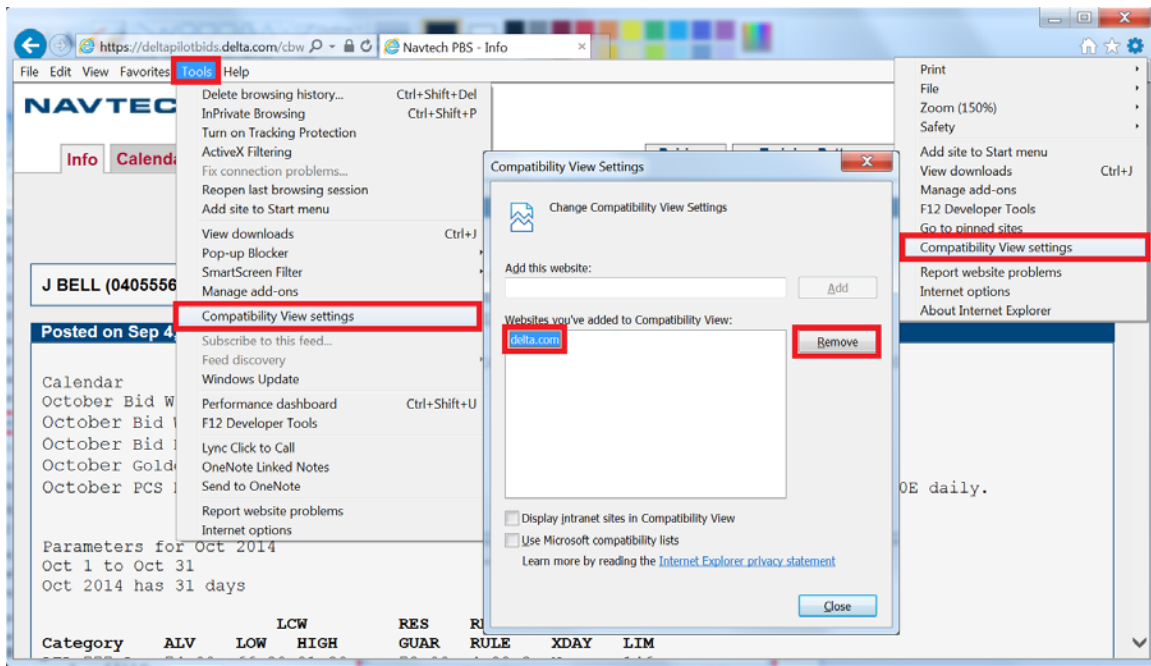 https://deltapilotbids.delta.com/cbw
Navtech PBS - Info
File Edit View Favorites Tools Help
NAVTEC
Info Calenda
Delete browsing history... Ctrl+Shift+Del
InPrivate Browsing Ctrl+Shift+P
Turn on Tracking Protection
ActiveX Filtering
Fix connection problems...
Reopen last browsing session
Add site to Start menu
View downloads Ctrl+J
Pop-up Blocker
SmartScreen Filter
Manage add-ons
Compatibility View settings
Subscribe to this feed...
Feed discovery
Windows Update
Performance dashboard Ctrl+Shift+U
F12 Developer Tools
Lync Click to Call
OneNote Linked Notes
Send to OneNote
Report website problems
Internet options
Print
File
Zoom (150%)
Safety
Add site to Start menu
View downloads Ctrl+J
Manage add-ons
F12 Developer Tools
Go to pinned sites
Compatibility View settings
Report website problems
Internet options
About Internet Explorer
Compatibility View Settings
Change Compatibility View Settings
Add this website:
Add
Websites you've added to Compatibility View:
delta.com
Remove
Display intranet sites in Compatibility View
Use Microsoft compatibility lists
Learn more by reading the Internet Explorer privacy statement
Close
J BELL (0405556
Posted on Sep 4,
Calendar
October Bid W
October Bid
October Bid
October Gold
October PCS
OE daily.
Parameters for Oct 2014
Oct 1 to Oct 31
Oct 2014 has 31 days
LCW RES
Category ALV LOW HIGH GUAR RULE XDAY LIM